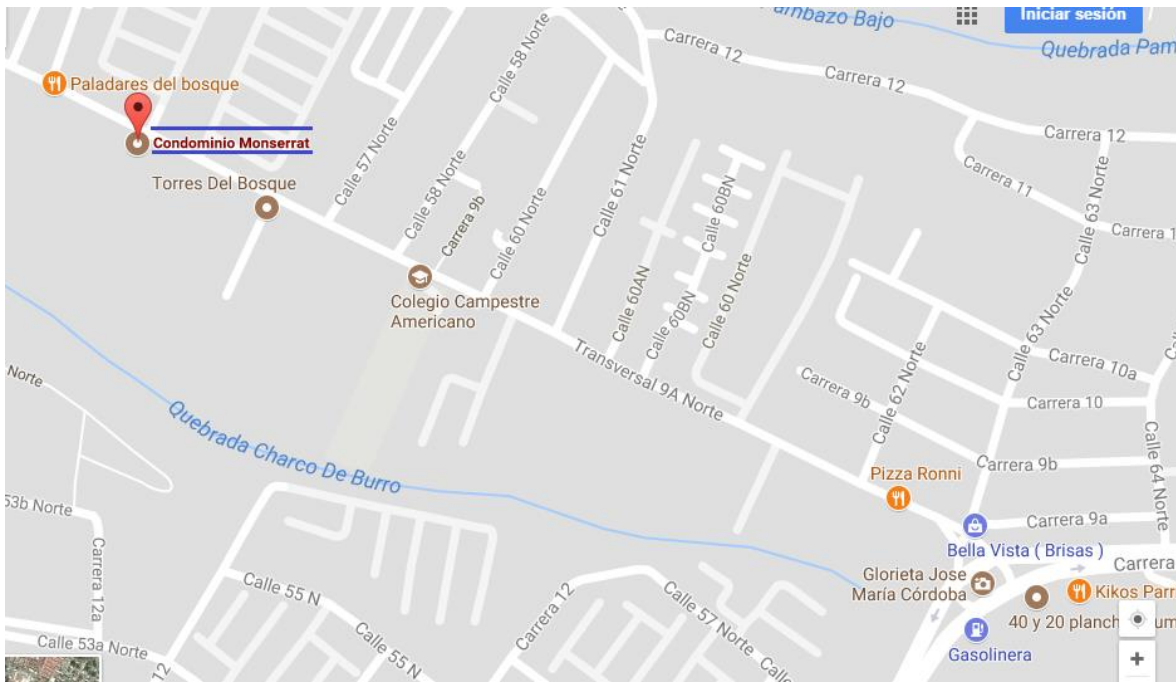 Pambazo Bajo
Iniciar sesión
Quebrada Pam
Carrera 12
Carrera 12
Carrera 12
Paladares del bosque
Condominio Monserrat
Torres Del Bosque
Calle 57 Norte
Calle 58 Norte
Calle 58 Norte
Carrera 9b
Calle 60 Norte
Calle 61 Norte
Calle 60AN
Calle 60BN
Calle 60BN
Calle 60 Norte
Carrera 11
Carrera 1
Calle 63 Norte
Calle 63 Norte
Colegio Campestre
Americano
Transversal 9A Norte
Carrera 9b
Calle 62 Norte
Carrera 10a
Carrera 10
Carrera 9b
Calle 64 Norte
Norte
Quebrada Charco De Burro
Pizza Ronni
Carrera 9a
Bella Vista ( Brisas )
53b Norte
Carrera 12a
Calle 53a Norte
Calle 55 N
Calle 55 N
Carrera 12
Calle 57 Norte
Calle
12
Glorieta Jose
María Córdoba
Carrera
Kikos Parr
40 y 20 planch
um
Gasolinera
+